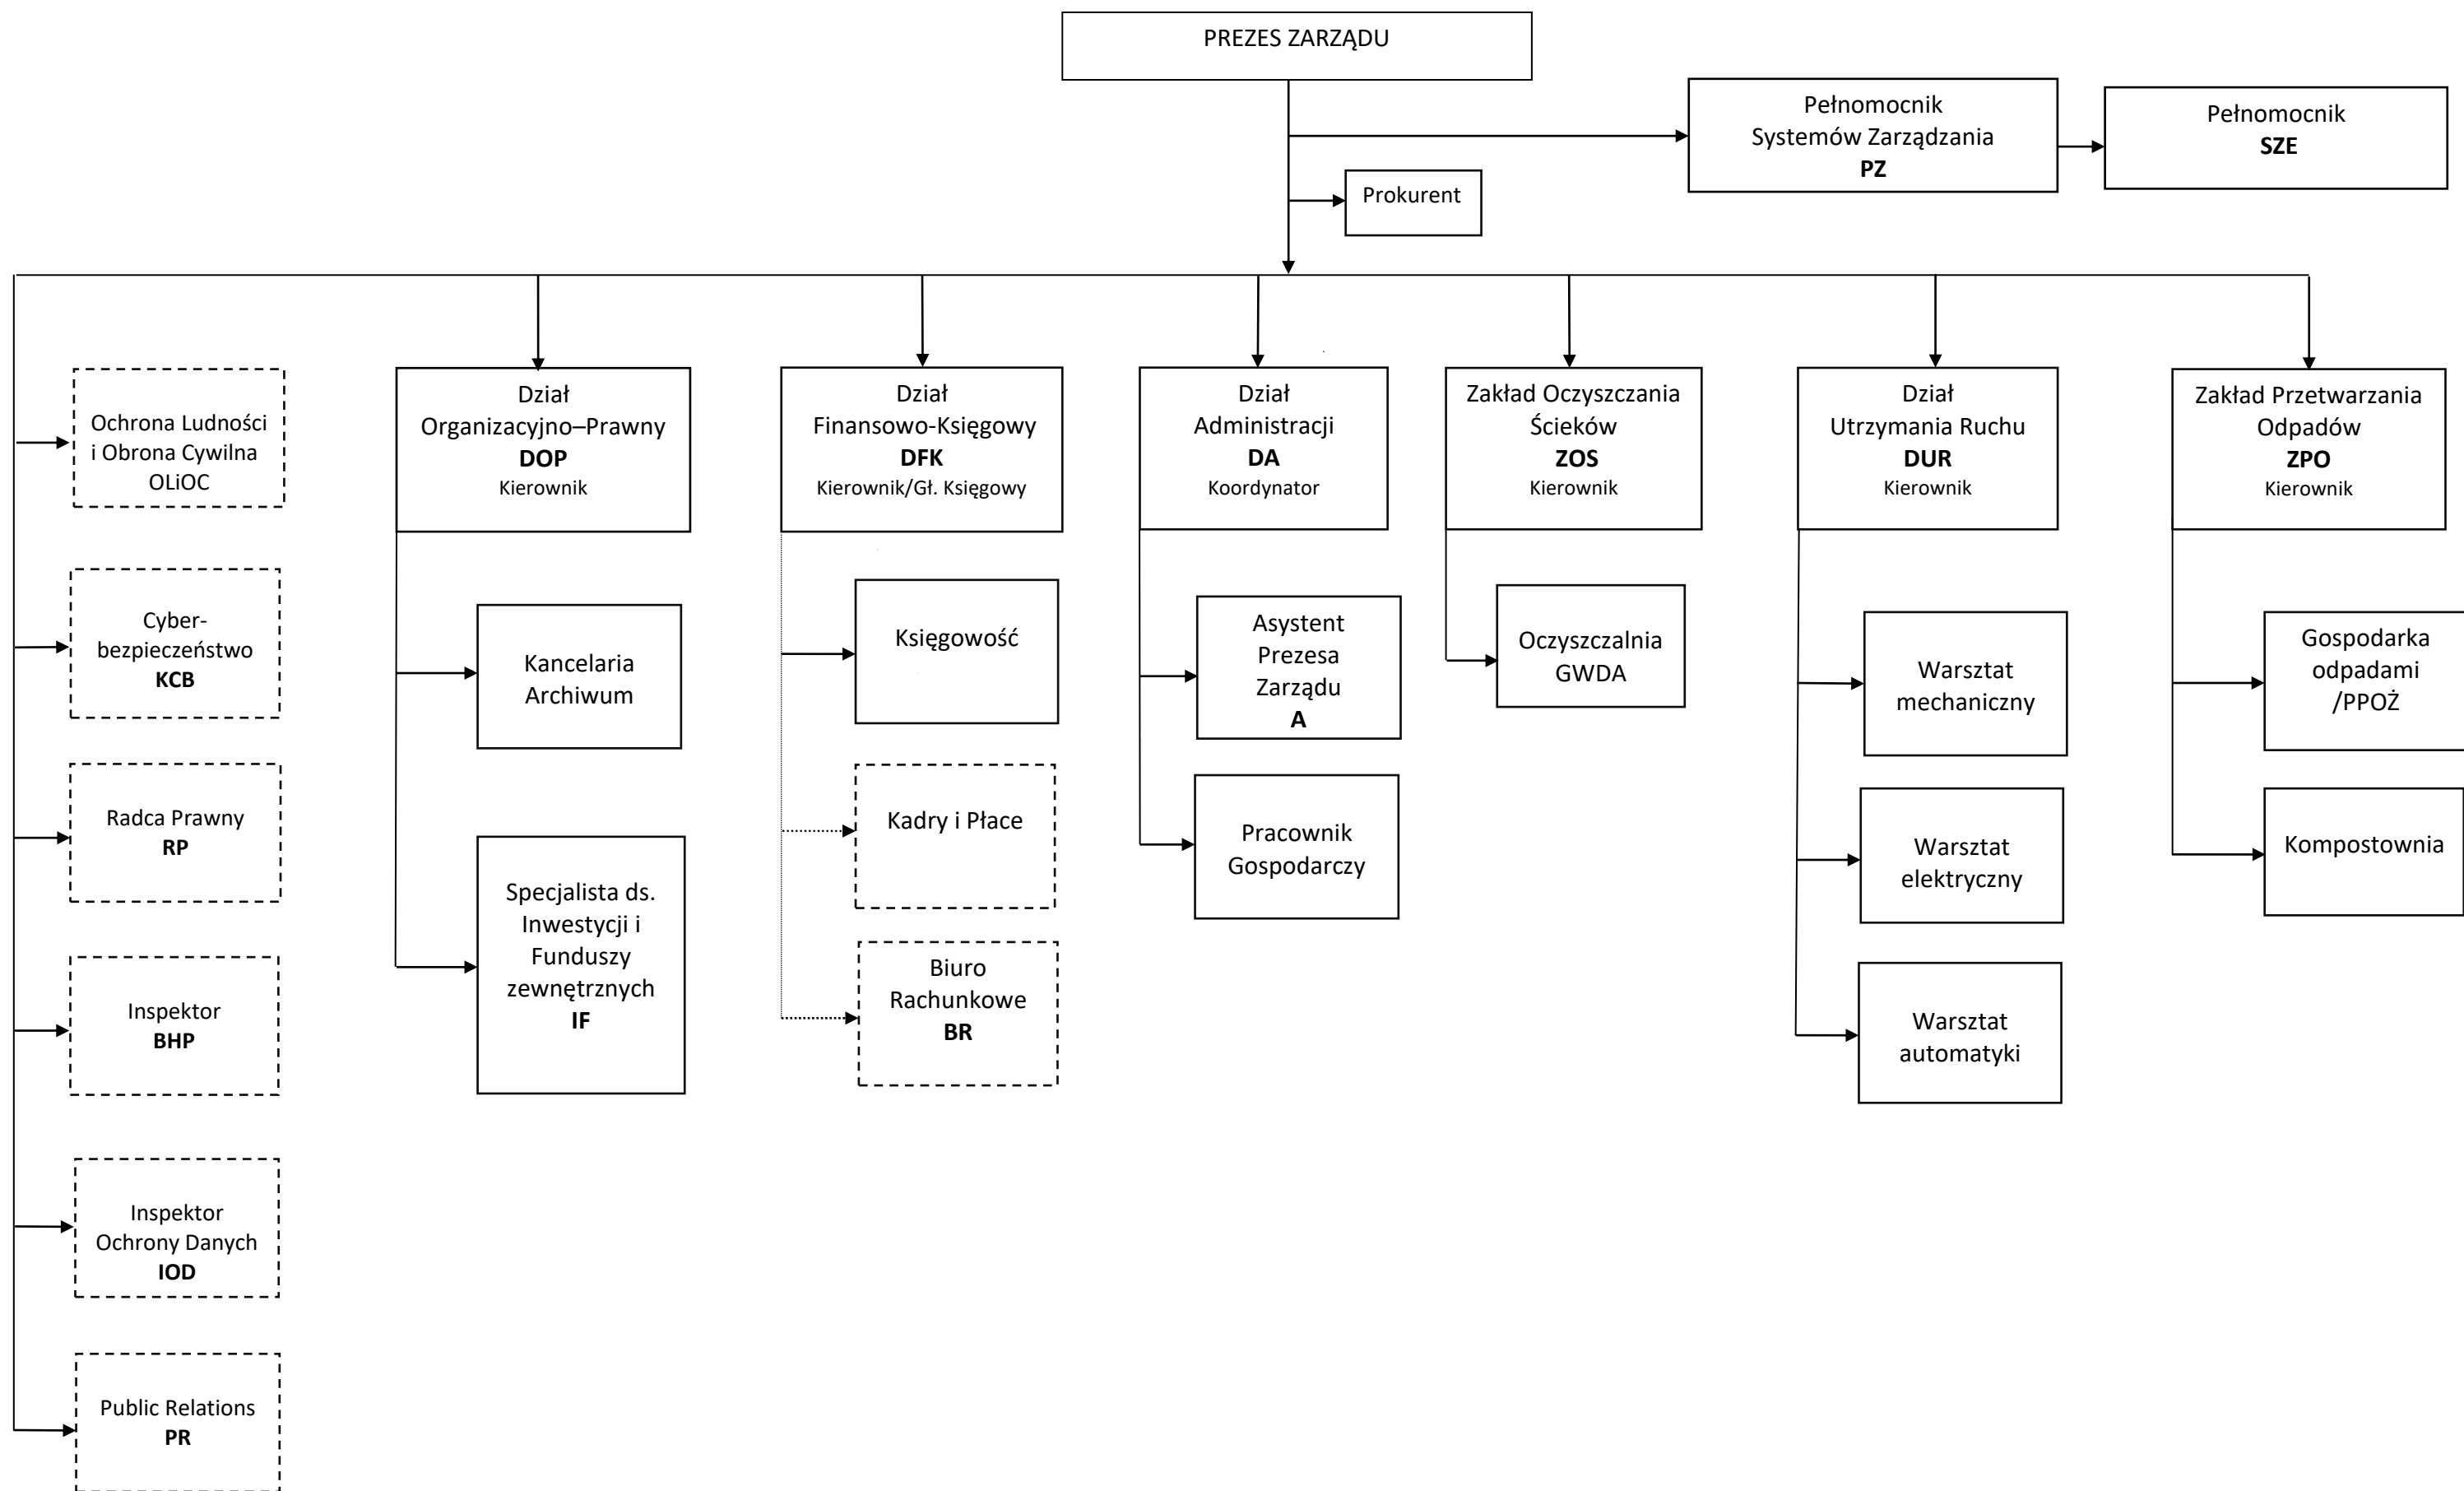 PREZES ZARZĄDU
Pełnomocnik
Systemów Zarządzania
PZ
Pełnomocnik
SZE
Prokurent
Ochrona Ludności
i Obrona Cywilna
OLiOC
Cyber-
bezpieczeństwo
KCB
Radca Prawny
RP
Inspektor
BHP
Inspektor
Ochrony Danych
IOD
Public Relations
PR
Dział
Organizacyjno–Prawny
DOP
Kierownik
Kancelaria
Archiwum
Specjalista ds.
Inwestycji i
Funduszy
zewnętrznych
IF
Dział
Finansowo-Księgowy
DFK
Kierownik/Gł. Księgowy
Księgowość
Kadry i Płace
Biuro
Rachunkowe
BR
Dział
Administracji
DA
Koordynator
Asystent
Prezesa
Zarządu
A
Pracownik
Gospodarczy
Zakład Oczyszczania
Ścieków
ZOS
Kierownik
Oczyszczalnia
GWDA
Dział
Utrzymania Ruchu
DUR
Kierownik
Warsztat
mechaniczny
Warsztat
elektryczny
Warsztat
automatyki
Zakład Przetwarzania
Odpadów
ZPO
Kierownik
Gospodarka
odpadami
/PPOŻ
Kompostownia